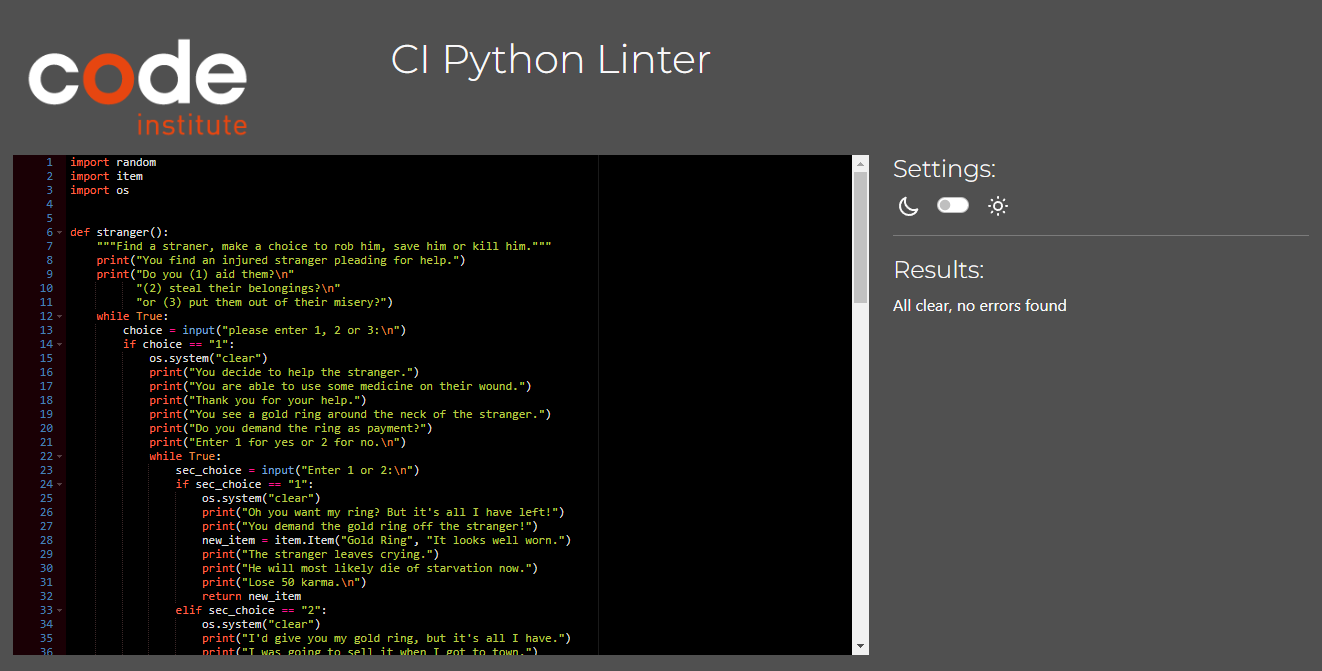 code
institute
CI Python Linter
1 import random
2 import item
3 import os
4
5
6 def stranger():
7 """Find a straner, make a choice to rob him, save him or kill him."""
8 print("You find an injured stranger pleading for help.")
9 print("Do you (1) aid them?\n"
10 "(2) steal their belongings?\n"
11 "or (3) put them out of their misery?")
12 while True:
13 choice = input("please enter 1, 2 or 3:\n")
14 if choice == "1":
15 os.system("clear")
16 print("You decide to help the stranger.")
17 print("You are able to use some medicine on their wound.")
18 print("Thank you for your help.")
19 print("You see a gold ring around the neck of the stranger.")
20 print("Do you demand the ring as payment?")
21 print("Enter 1 for yes or 2 for no.\n")
22 while True:
23 sec_choice = input("Enter 1 or 2:\n")
24 if sec_choice == "1":
25 os.system("clear")
26 print("Oh you want my ring? But it's all I have left!")
27 print("You demand the gold ring off the stranger!")
28 new_item = item.Item("Gold Ring", "It looks well worn.")
29 print("The stranger leaves crying.")
30 print("He will most likely die of starvation now.")
31 print("Lose 50 karma.\n")
32 return new_item
33 elif sec_choice == "2":
34 os.system("clear")
35 print("I'd give you my gold ring, but it's all I have.")
36 print("I was going to sell it when I got to town.")
Settings:
Results:
All clear, no errors found